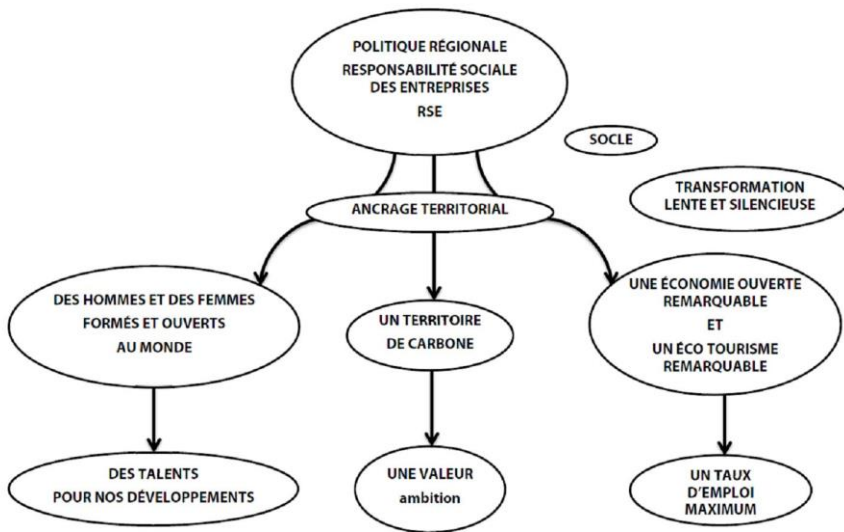 POLITIQUE RÉGIONALE
RESPONSABILITÉ SOCIALE
DES ENTREPRISES
RSE
SOCLE
TRANSFORMATION
LENTE ET SILENCIEUSE
ANCRAGE TERRITORIAL
DES HOMMES ET DES FEMMES
FORMÉS ET OUVERTS
AU MONDE
UN TERRITOIRE
DE CARBONE
UNE ÉCONOMIE OUVERTE
REMARQUABLE
ET
UN ÉCO TOURISME
REMARQUABLE
DES TALENTS
POUR NOS DÉVELOPPEMENTS
UNE VALEUR
ambition
UN TAUX
D'EMPLOI
MAXIMUM